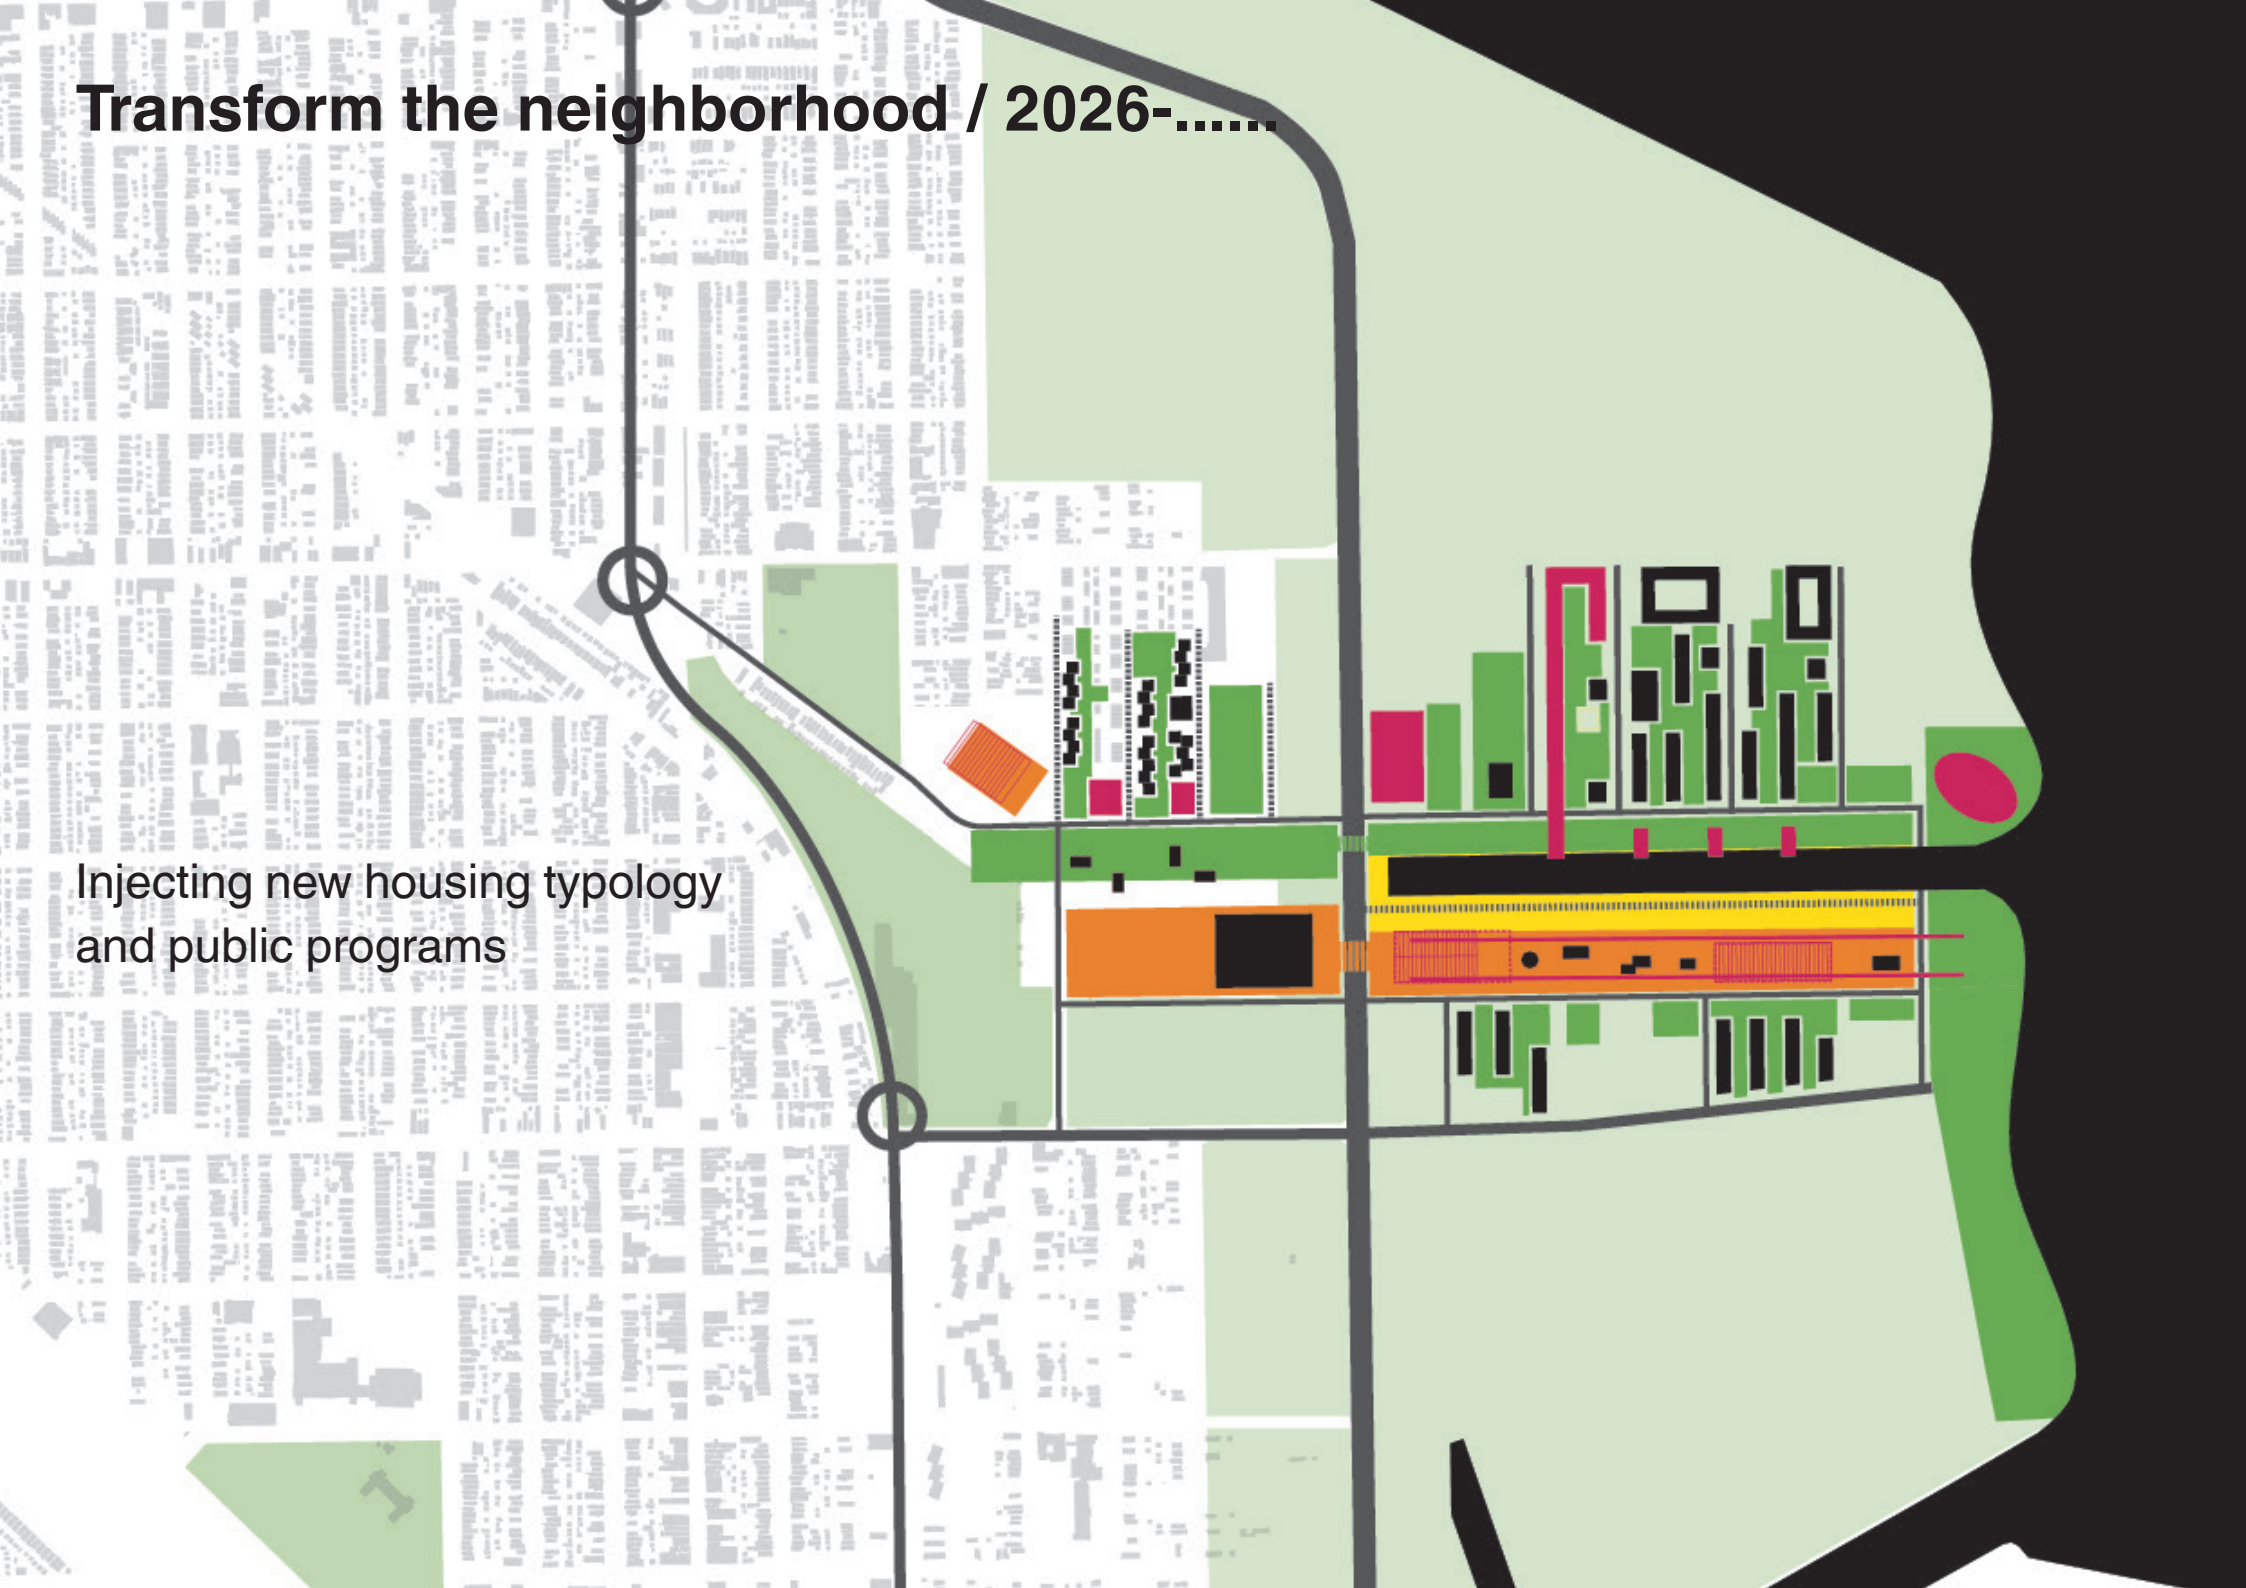 Transform the neighborhood / 2026-......
Injecting new housing typology
and public programs